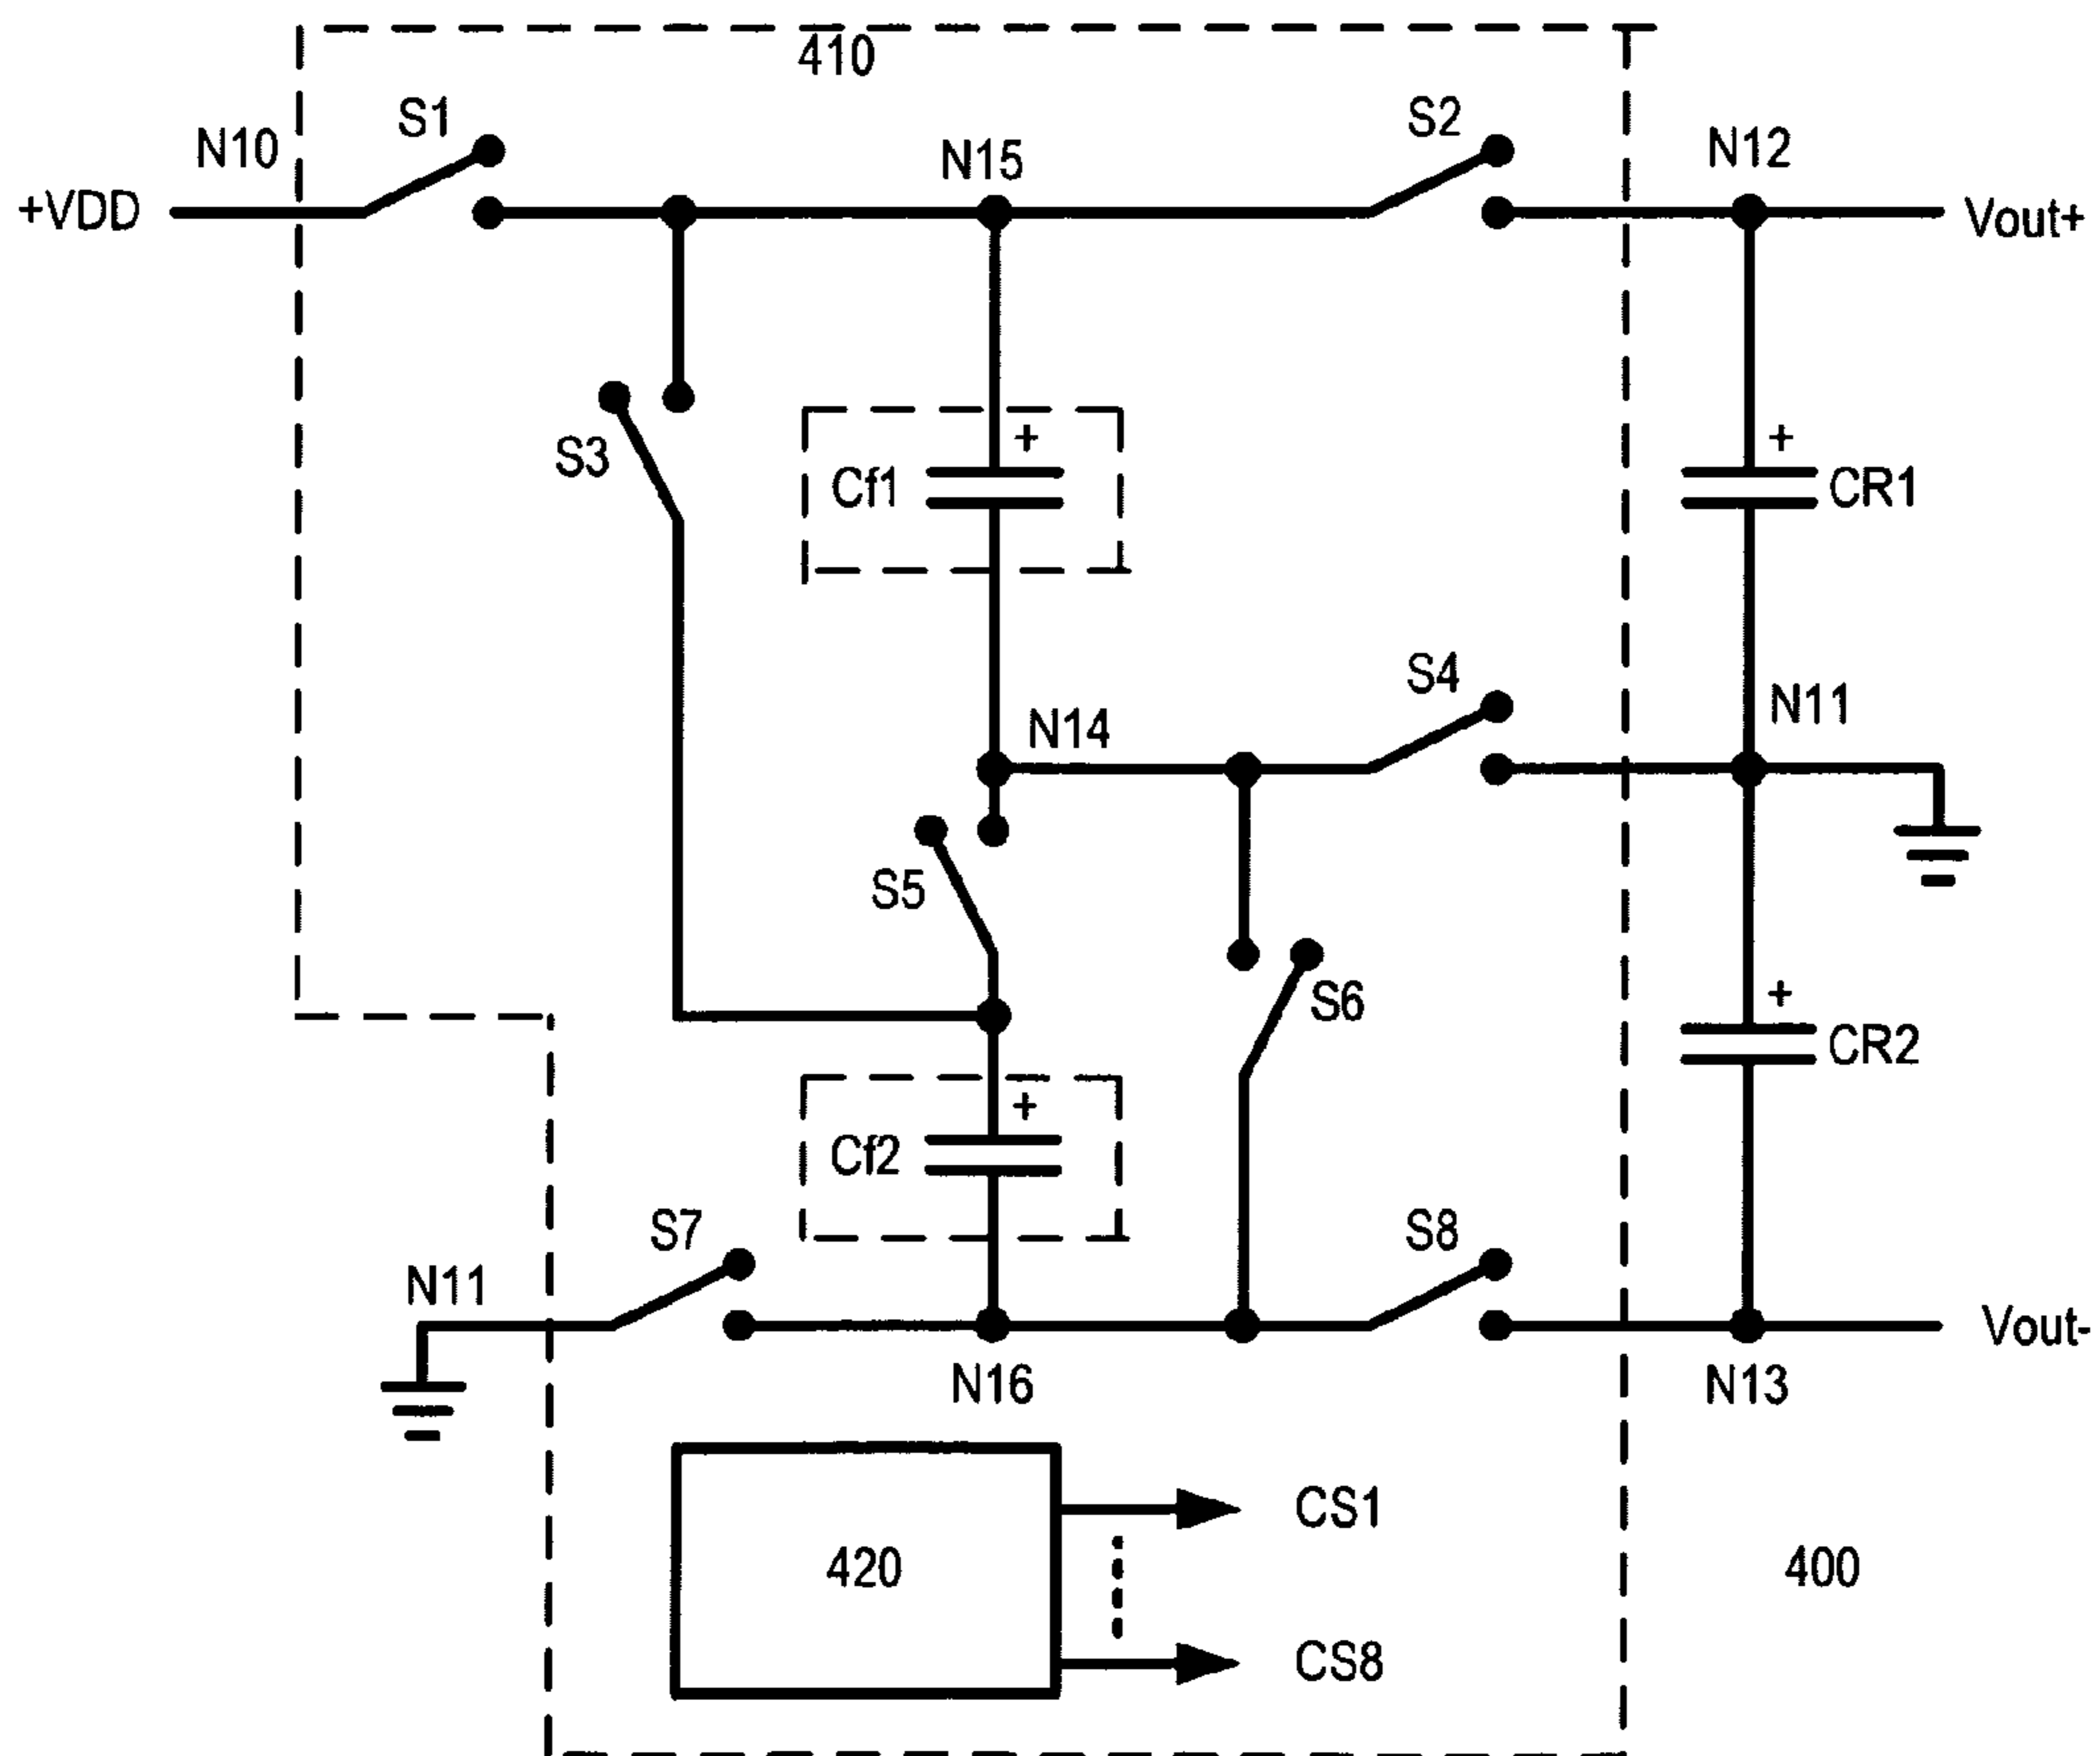 410
S1
S2
N10
N15
N12
+VDD
Vout+
S3
+
Cf1
+
CR1
S4
N11
N14
S5
S6
+
CR2
+
Cf2
S7
S8
N11
Vout-
N16
N13
CS1
420
400
CS8